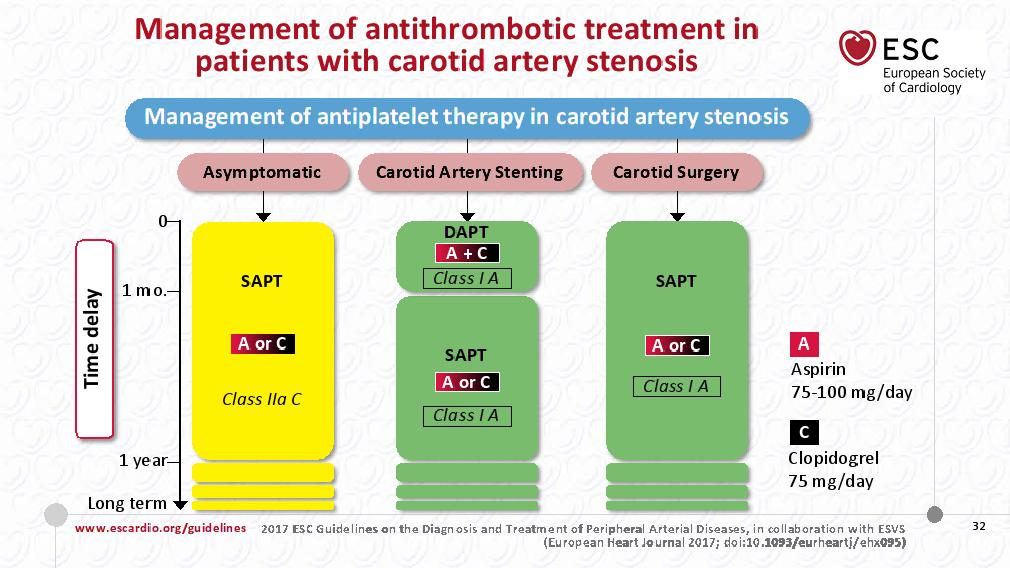 Management of antithrombotic treatment in
patients with carotid artery stenosis
ESC
European Society
of Cardiology
Management of antiplatelet therapy in carotid artery stenosis
Asymptomatic
Carotid Artery Stenting
Carotid Surgery
Time delay
0
1 mo.
1 year
Long term
SAPT
A or C
Class IIa C
DAPT
A + C
Class I A
SAPT
A or C
Class I A
SAPT
A or C
Class I A
A
Aspirin
75-100 mg/day
C
Clopidogrel
75 mg/day
www.escardio.org/guidelines
2017 ESC Guidelines on the Diagnosis and Treatment of Peripheral Arterial Diseases, in collaboration with ESVS
(European Heart Journal 2017; doi:10.1093/eurheartj/ehx095)
32